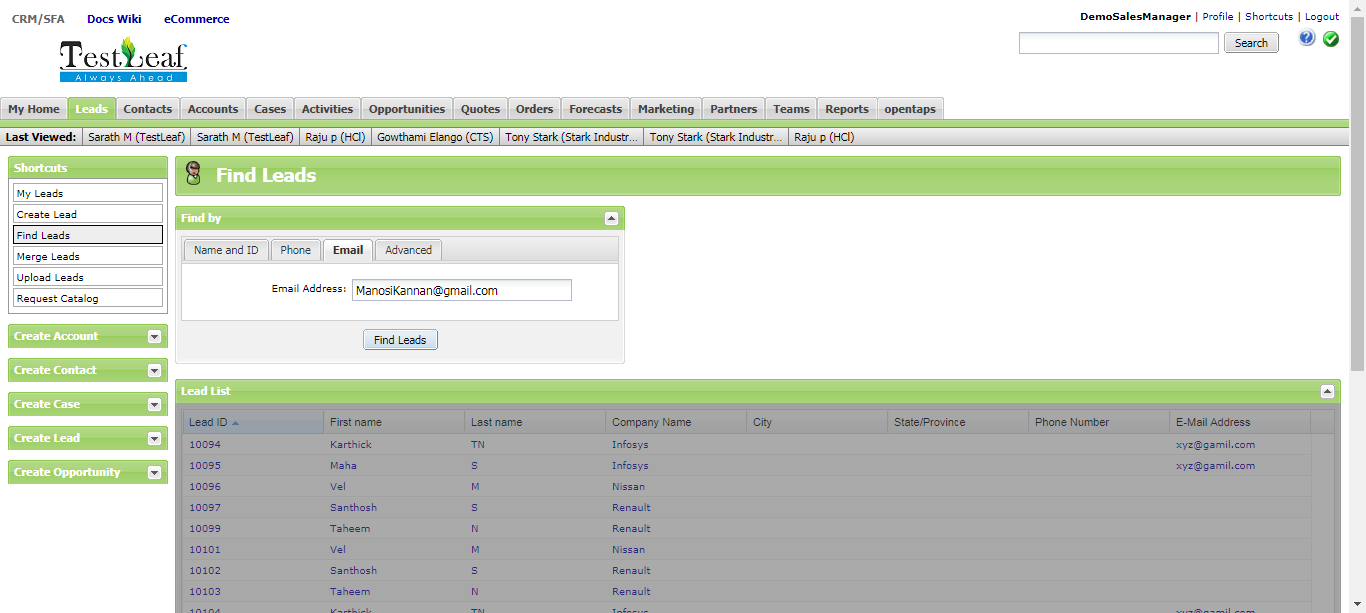 CRM/SFA Docs Wiki eCommerce
DemoSalesManager | Profile | Shortcuts | Logout
TestLeaf
Always Ahead
Search
My Home Leads Contacts Accounts Cases Activities Opportunities Quotes Orders Forecasts Marketing Partners Teams Reports opentaps
Last Viewed: Sarath M (TestLeaf) Sarath M (TestLeaf) Raju p (HCl) Gowthami Elango (CTS) Tony Stark (Stark Industr... Tony Stark (Stark Industr... Raju p (HCl)
Shortcuts
My Leads
Create Lead
Find Leads
Merge Leads
Upload Leads
Request Catalog
Create Account
Create Contact
Create Case
Create Lead
Create Opportunity
Find Leads
Find by
Name and ID Phone Email Advanced
Email Address: ManosiKannan@gmail.com
Find Leads
Lead List
Lead ID First name Last name Company Name City State/Province Phone Number E-Mail Address
10094 Karthick TN Infosys xyz@gamil.com
10095 Maha S Infosys xyz@gamil.com
10096 Vel M Nissan
10097 Santhosh S Renault
10099 Taheem N Renault
10101 Vel M Nissan
10102 Santhosh S Renault
10103 Taheem N Renault
10104 Karthick TN Infosys xyz@gamil.com